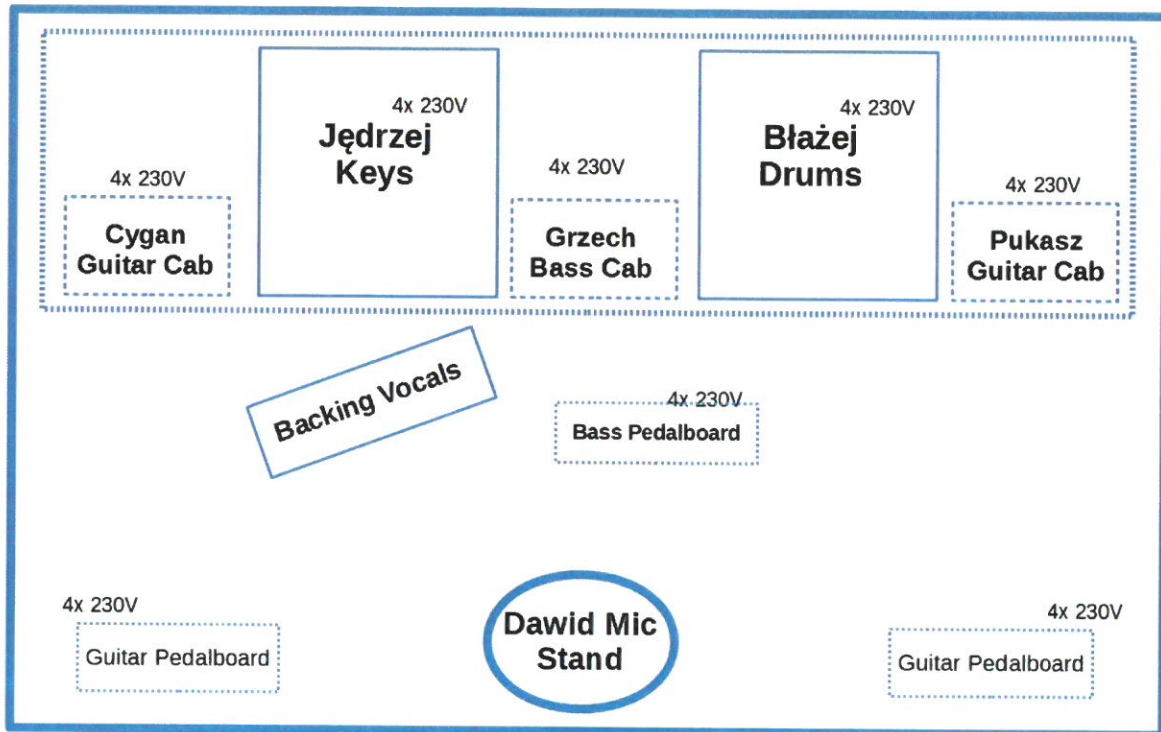 4x 230V
Jędrzej
Keys
4x 230V
Błażej
Drums
4x 230V
Cygan
Guitar Cab
4x 230V
Grzech
Bass Cab
4x 230V
Pukasz
Guitar Cab
Backing Vocals
4x 230V
Bass Pedalboard
4x 230V
Guitar Pedalboard
Dawid Mic
Stand
4x 230V
Guitar Pedalboard